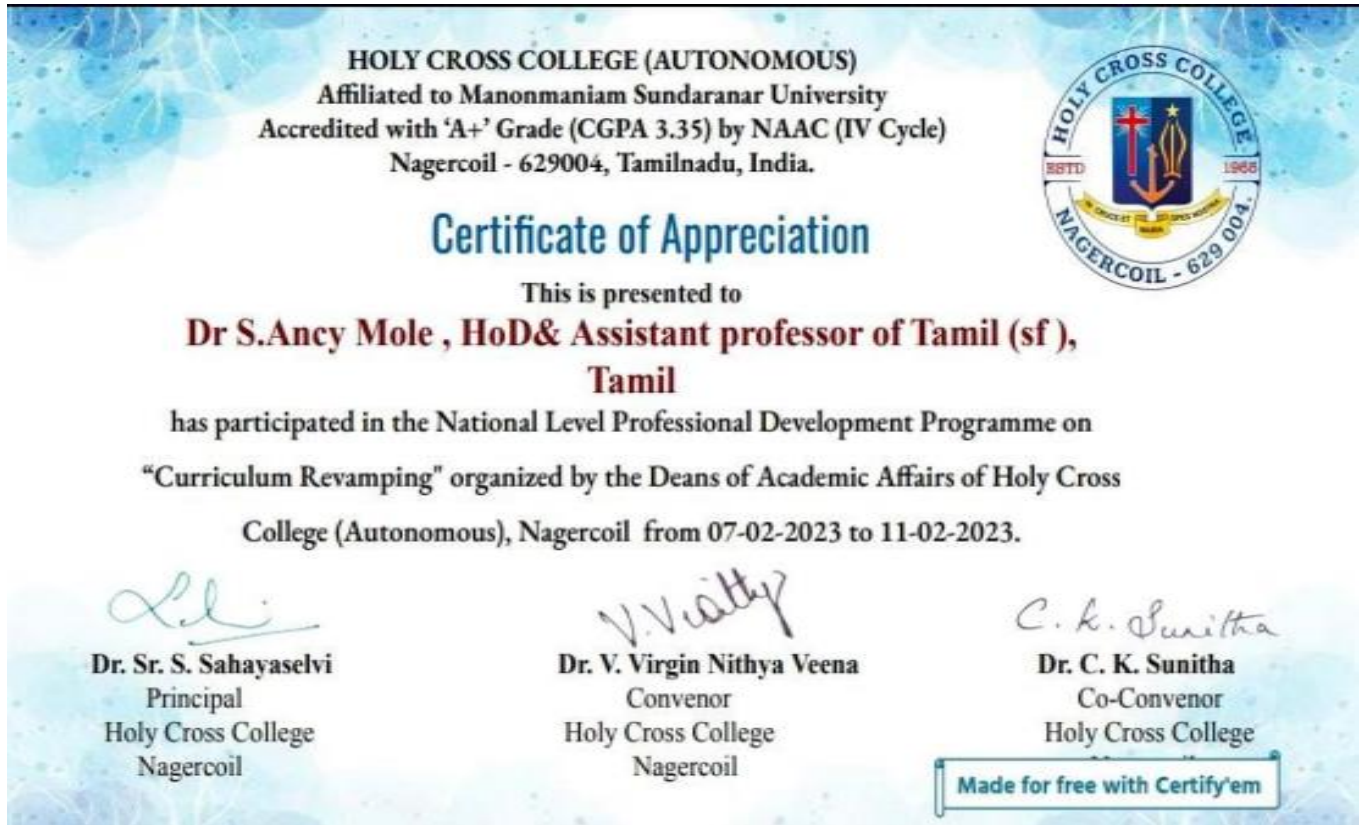 HOLY CROSS COLLEGE (AUTONOMOUS)
Affiliated to Manonmaniam Sundaranar University
Accredited with ‘A+’ Grade (CGPA 3.35) by NAAC (IV Cycle)
Nagercoil - 629004, Tamilnadu, India.
HOLY CROSS COLLEGE
ESTD 1965
NAGERCOIL - 629 004.
Certificate of Appreciation
This is presented to
Dr S.Ancy Mole , HoD& Assistant professor of Tamil (sf ),
Tamil
has participated in the National Level Professional Development Programme on
“Curriculum Revamping" organized by the Deans of Academic Affairs of Holy Cross
College (Autonomous), Nagercoil from 07-02-2023 to 11-02-2023.
C. K. Sunitha
Dr. Sr. S. Sahayaselvi
Principal
Holy Cross College
Nagercoil
Dr. V. Virgin Nithya Veena
Convenor
Holy Cross College
Nagercoil
Dr. C. K. Sunitha
Co-Convenor
Holy Cross College
Made for free with Certify'em